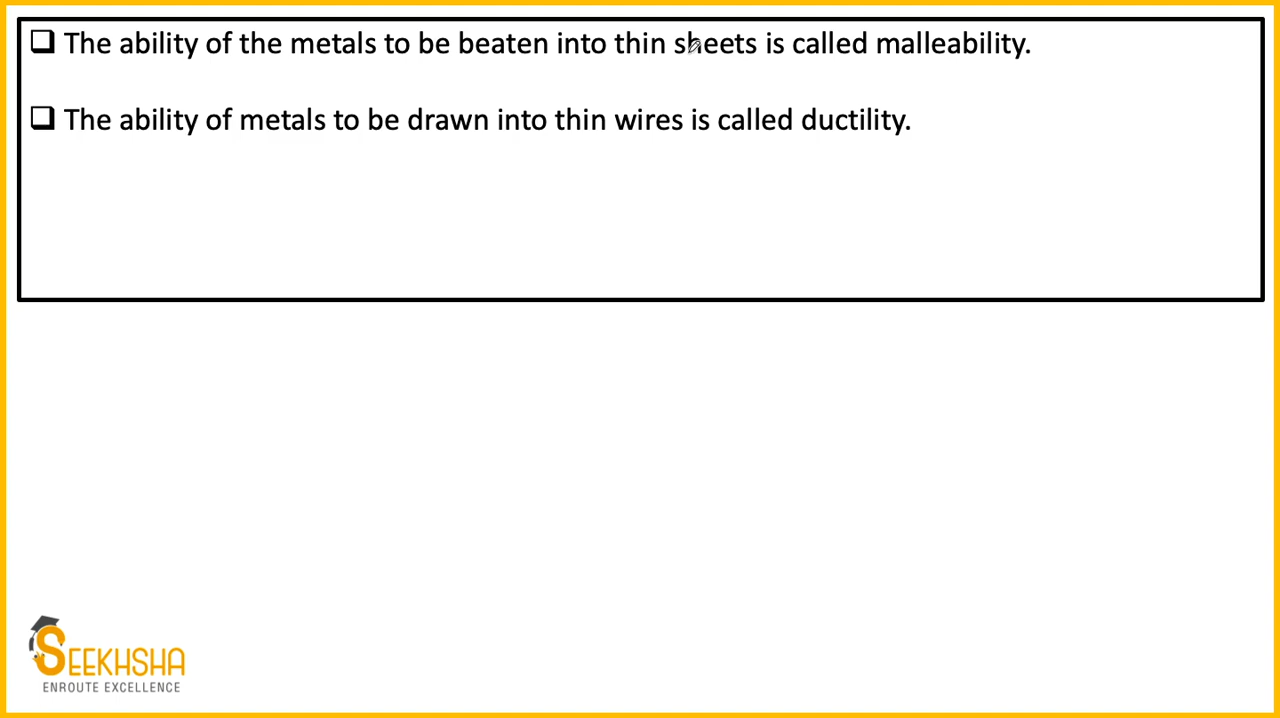 The ability of the metals to be beaten into thin sheets is called malleability.
The ability of metals to be drawn into thin wires is called ductility.
SEEKHSHA
ENROUTE EXCELLENCE